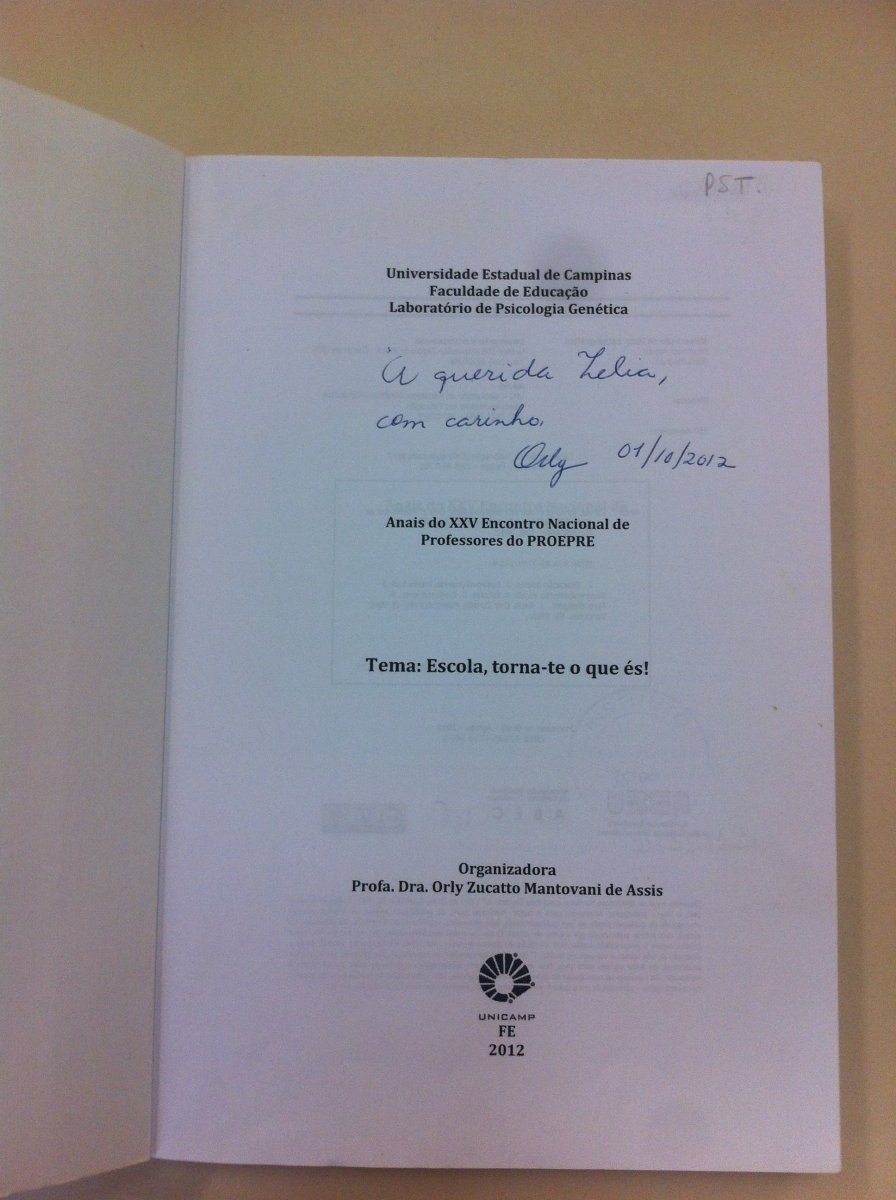 PST.
Universidade Estadual de Campinas
Faculdade de Educação
Laboratório de Psicologia Genética
À querida Zelia,
com carinho.
Orly 01/10/2012
Anais do XXV Encontro Nacional de
Professores do PROEPRE
Tema: Escola, torna-te o que és!
Organizadora
Profa. Dra. Orly Zucatto Mantovani de Assis
UNICAMP
FE
2012